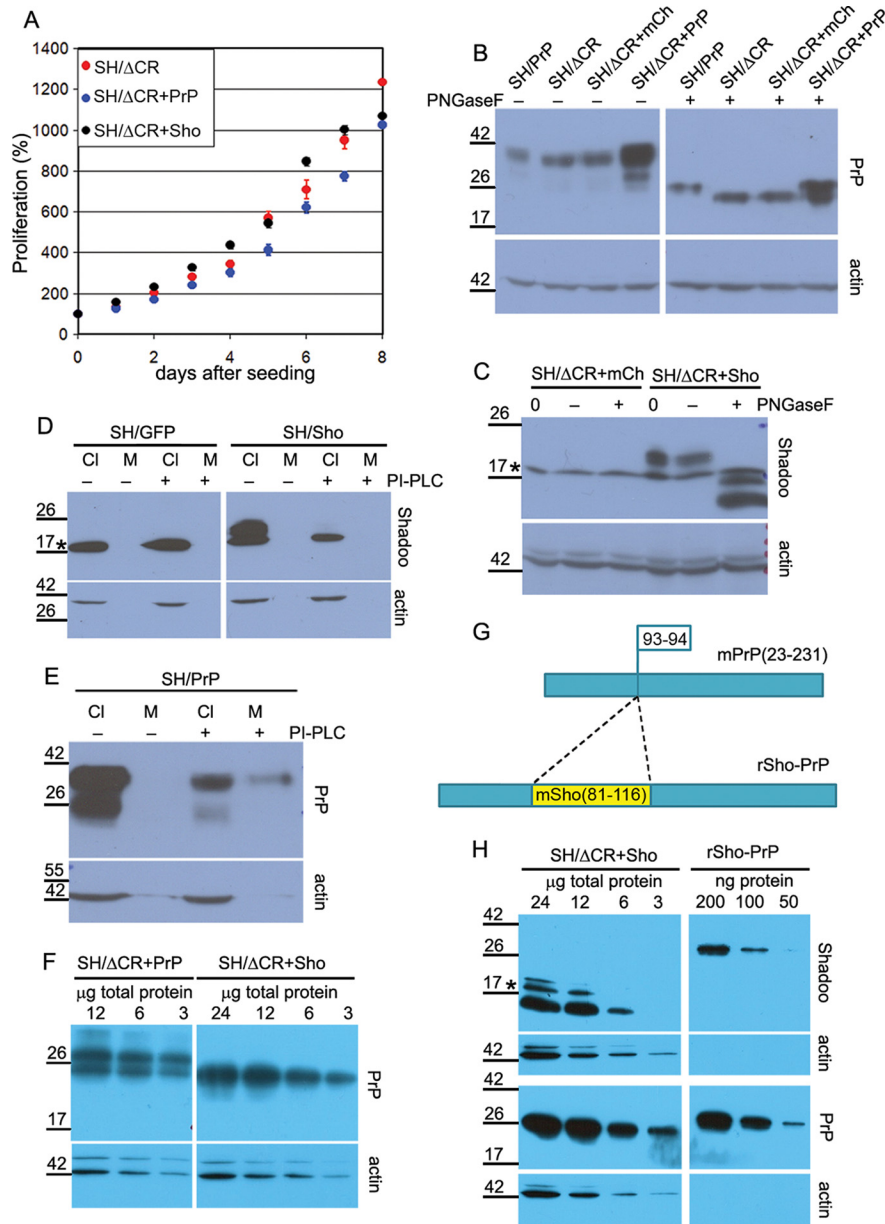 A
1400
1200
1000
800
600
400
200
0
Proliferation (%)
SH/ΔCR
SH/ΔCR+PrP
SH/ΔCR+Sho
0 2 4 6 8
days after seeding
B
SH/PrP SH/ΔCR SH/ΔCR+mCh SH/ΔCR+PrP SH/PrP SH/ΔCR SH/ΔCR+mCh SH/ΔCR+PrP
PNGaseF – – – – + + + +
42
26
17
PrP
42
actin
C
SH/ΔCR+mCh SH/ΔCR+Sho
0 – + 0 – + PNGaseF
26
17*
Shadoo
42
actin
D
SH/GFP SH/Sho
Cl M Cl M Cl M Cl M
– – + + – – + + PI-PLC
26
17*
Shadoo
42
26
actin
E
SH/PrP
Cl M Cl M
– – + + PI-PLC
42
26
PrP
55
42
actin
F
SH/ΔCR+PrP SH/ΔCR+Sho
μg total protein μg total protein
12 6 3 24 12 6 3
26
17
PrP
42
actin
G
93-94
mPrP(23-231)
rSho-PrP
mSho(81-116)
H
SH/ΔCR+Sho rSho-PrP
μg total protein ng protein
24 12 6 3 200 100 50
42
26
17*
Shadoo
42
actin
42
26
17
PrP
42
actin